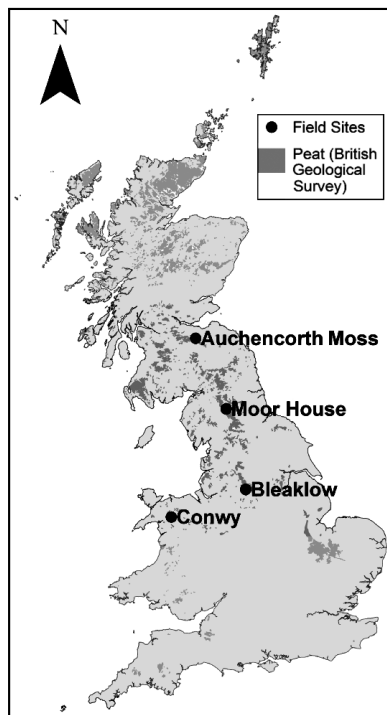 N
Field Sites
Peat (British
Geological
Survey)
Auchencorth Moss
Moor House
Bleaklow
Conwy